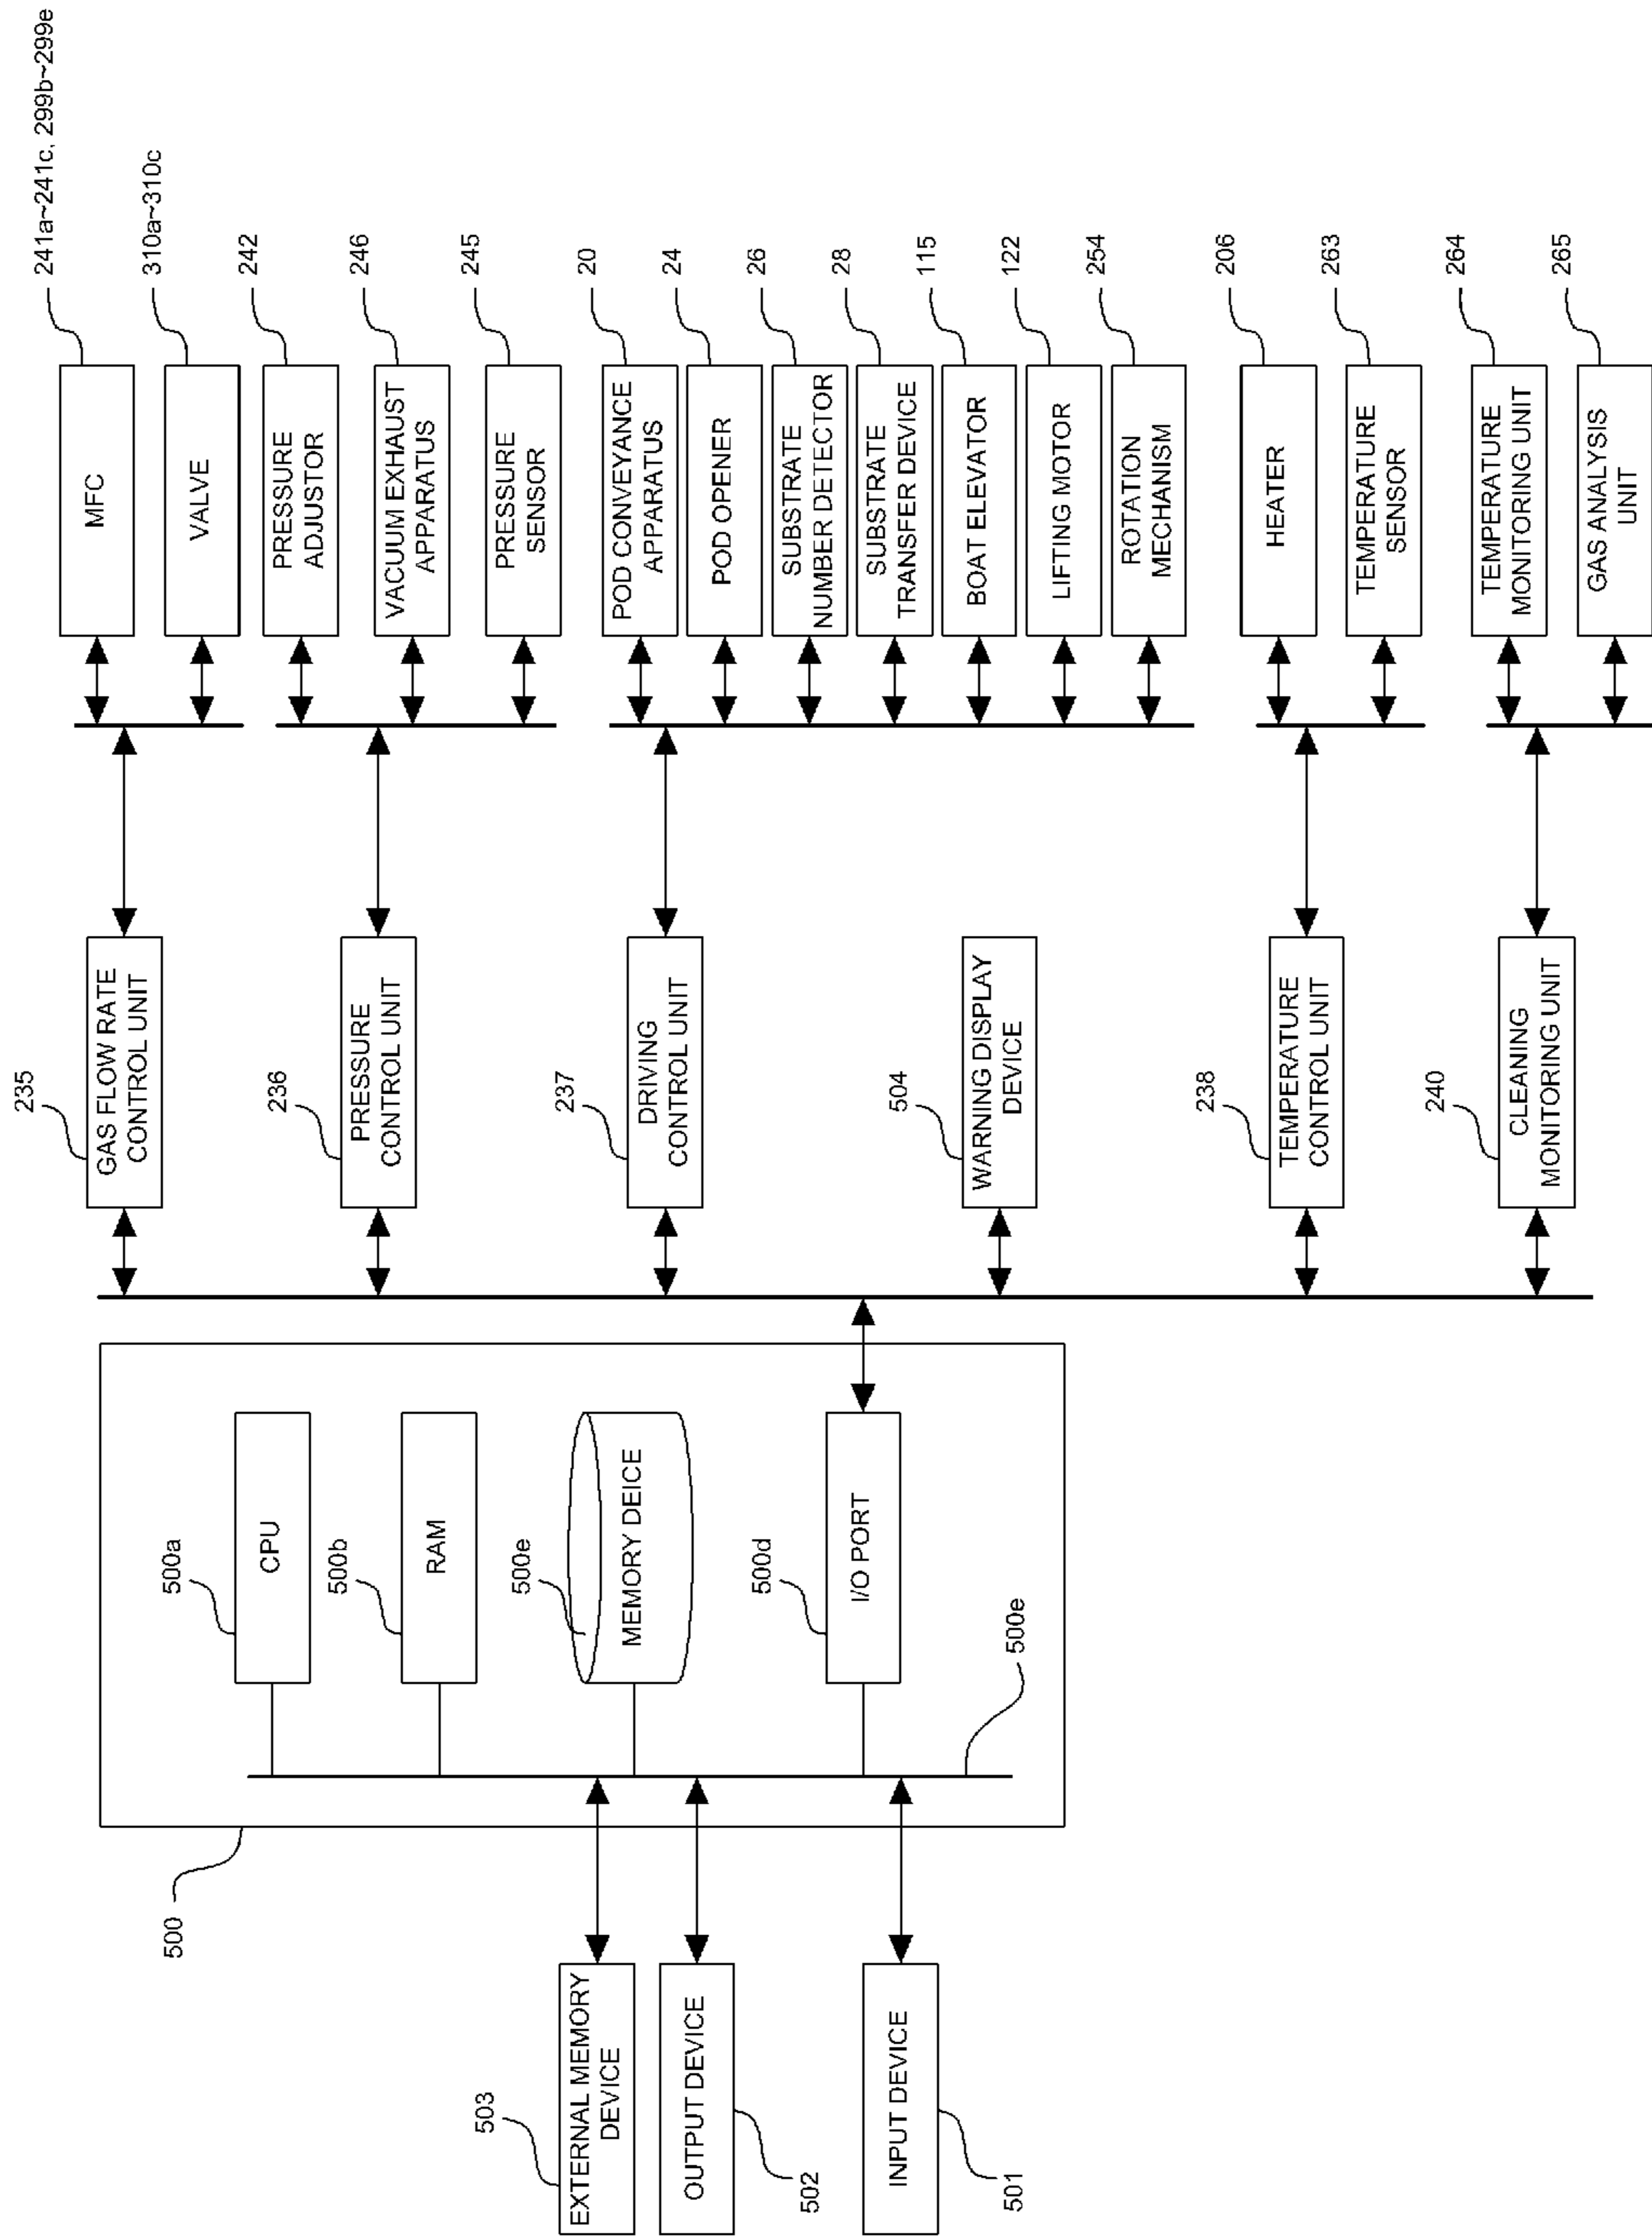 241a~241c, 299b~299e
310a~310c
242
246
245
20
24
26
28
115
122
254
206
263
264
265
MFC
VALVE
PRESSURE
ADJUSTOR
VACUUM EXHAUST
APPARATUS
PRESSURE
SENSOR
POD CONVEYANCE
APPARATUS
POD OPENER
SUBSTRATE
NUMBER DETECTOR
SUBSTRATE
TRANSFER DEVICE
BOAT ELEVATOR
LIFTING MOTOR
ROTATION
MECHANISM
HEATER
TEMPERATURE
SENSOR
TEMPERATURE
MONITORING UNIT
GAS ANALYSIS
UNIT
235
GAS FLOW RATE
CONTROL UNIT
236
PRESSURE
CONTROL UNIT
237
DRIVING
CONTROL UNIT
504
WARNING DISPLAY
DEVICE
238
TEMPERATURE
CONTROL UNIT
240
CLEANING
MONITORING UNIT
500a
CPU
500b
RAM
500e
MEMORY DEICE
500d
I/O PORT
500e
500
503
EXTERNAL MEMORY
DEVICE
OUTPUT DEVICE
502
INPUT DEVICE
501